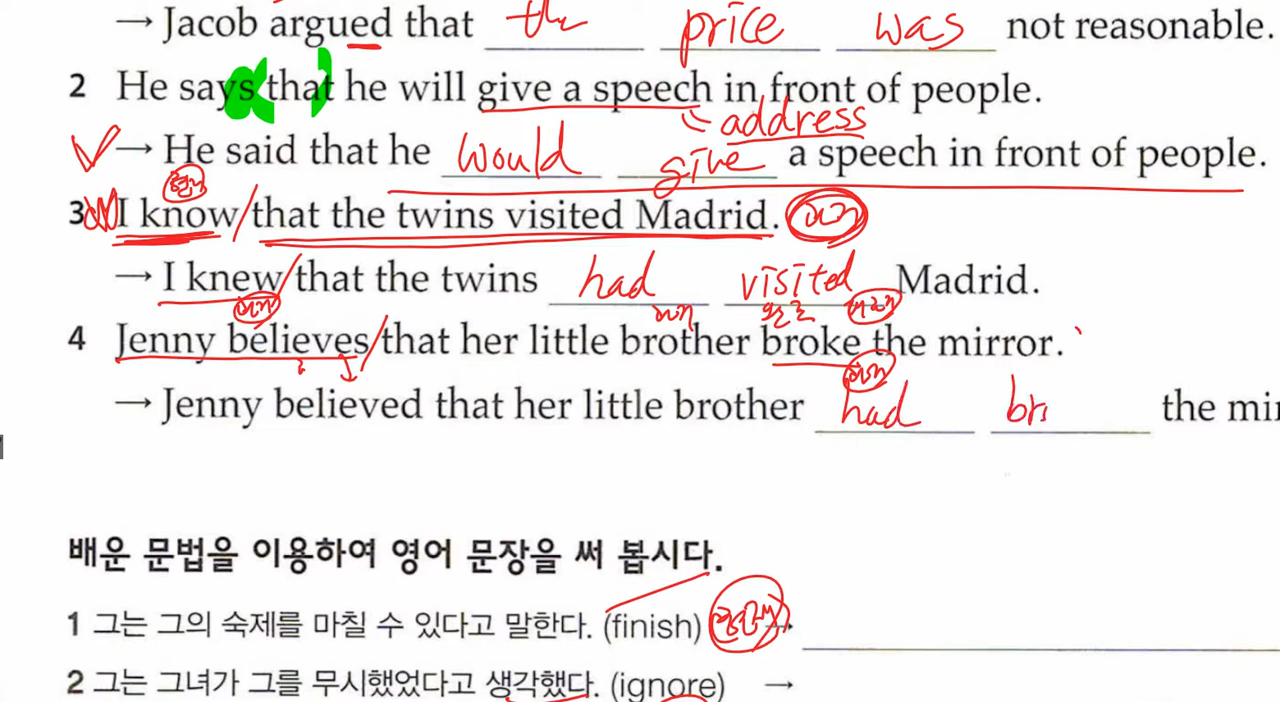 → Jacob argued that the price was not reasonable.
2 He says that he will give a speech in front of people.
= address
→ He said that he would give a speech in front of people.
3 I know/that the twins visited Madrid.
→ I knew/that the twins had visited Madrid.
4 Jenny believes/that her little brother broke the mirror.
→ Jenny believed that her little brother had br the mi
배운 문법을 이용하여 영어 문장을 써 봅시다.
1 그는 그의 숙제를 마칠 수 있다고 말한다. (finish) →
2 그는 그녀가 그를 무시했었다고 생각했다. (ignore) →